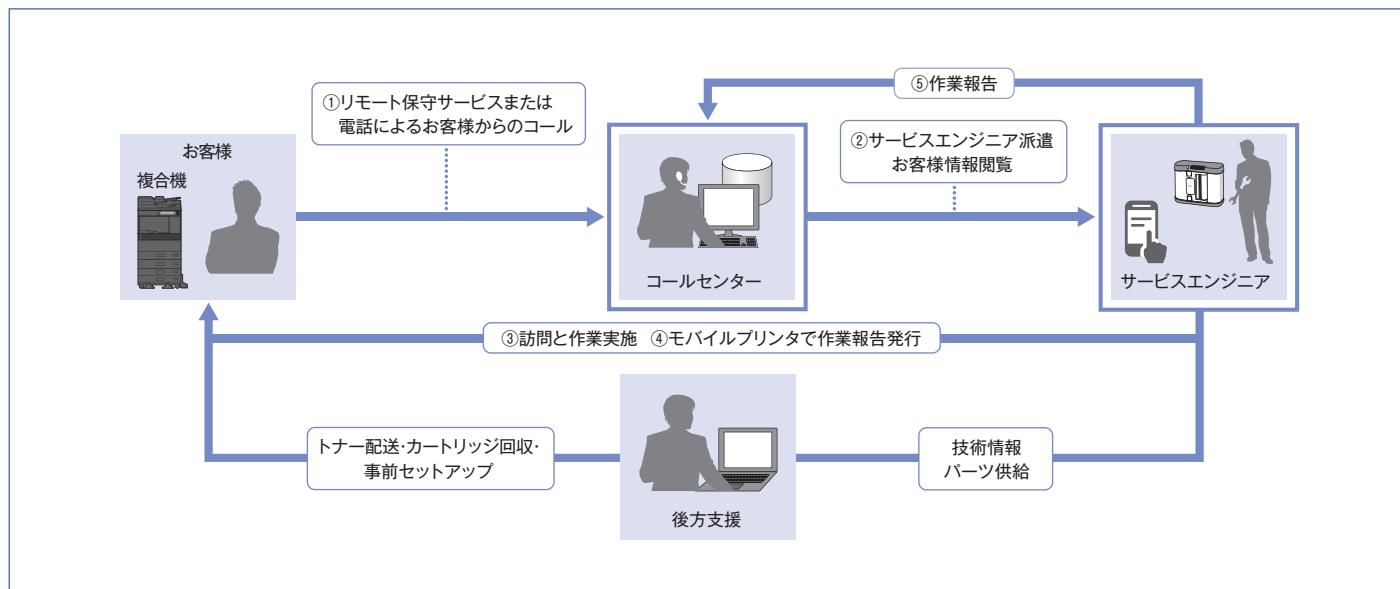 ⑤作業報告
①リモート保守サービスまたは
電話によるお客様からのコール
②サービスエンジニア派遣
お客様情報閲覧
お客様
複合機
コールセンター
サービスエンジニア
③訪問と作業実施 ④モバイルプリンタで作業報告発行
トナー配送・カートリッジ回収・
事前セットアップ
技術情報
パーツ供給
後方支援